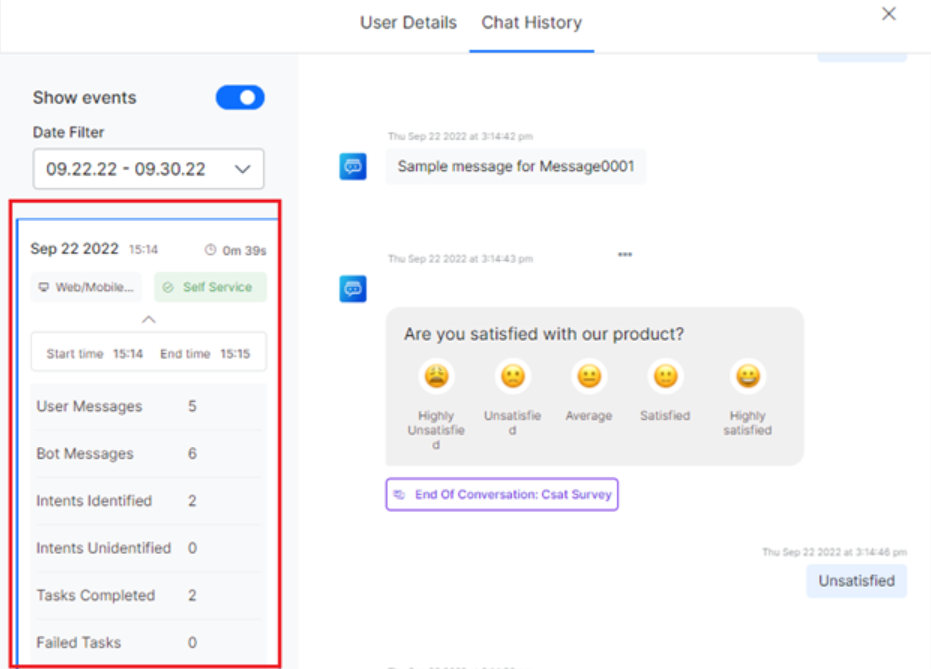 User Details Chat History
Show events
Date Filter
09.22.22 - 09.30.22
Sep 22 2022 15:14 0m 39s
Web/Mobile... Self Service
Start time 15:14 End time 15:15
User Messages 5
Bot Messages 6
Intents Identified 2
Intents Unidentified 0
Tasks Completed 2
Failed Tasks 0
Thu Sep 22 2022 at 3:14:42 pm
Sample message for Message0001
Thu Sep 22 2022 at 3:14:43 pm
Are you satisfied with our product?
Highly
Unsatisfie
d
Unsatisfie
d
Average
Satisfied
Highly
satisfied
End Of Conversation: Csat Survey
Thu Sep 22 2022 at 3:14:46 pm
Unsatisfied